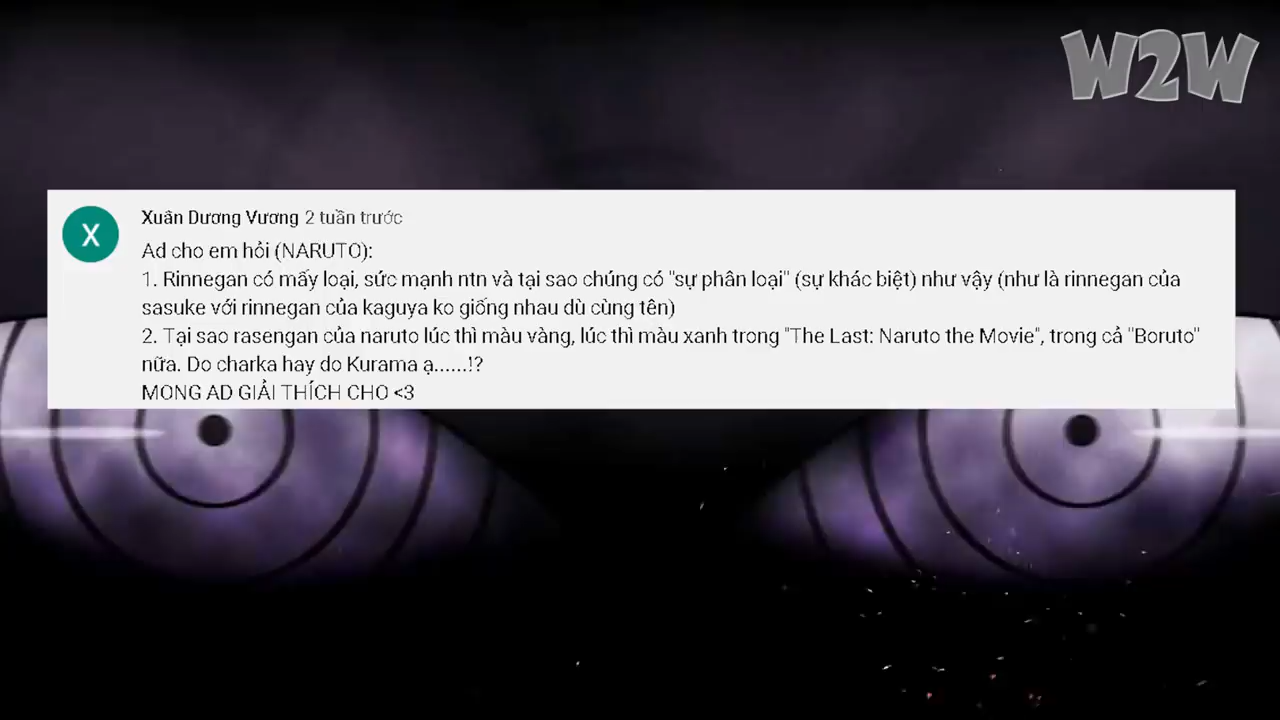 W2W
Xuân Dương Vương 2 tuần trước
X
Ad cho em hỏi (NARUTO):
1. Rinnegan có mấy loại, sức mạnh ntn và tại sao chúng có "sự phân loại" (sự khác biệt) như vậy (như là rinnegan của
sasuke với rinnegan của kaguya ko giống nhau dù cùng tên)
2. Tại sao rasengan của naruto lúc thì màu vàng, lúc thì màu xanh trong "The Last: Naruto the Movie", trong cả "Boruto"
nữa. Do charka hay do Kurama ạ......!?
MONG AD GIẢI THÍCH CHO <3